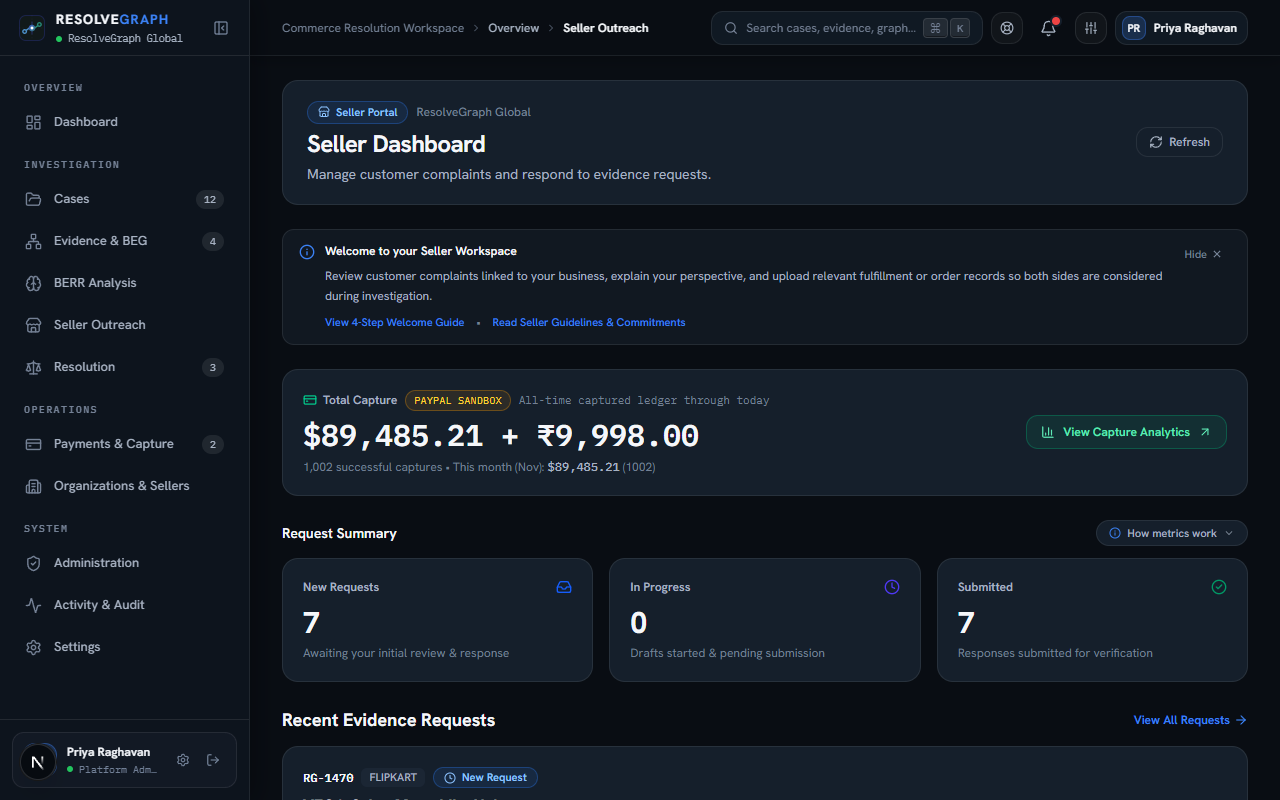 RESOLVEGRAPH
ResolveGraph Global
OVERVIEW
Dashboard
INVESTIGATION
Cases 12
Evidence & BEG 4
BERR Analysis
Seller Outreach
Resolution 3
OPERATIONS
Payments & Capture 2
Organizations & Sellers
SYSTEM
Administration
Activity & Audit
Settings
Priya Raghavan
Platform Adm…
N
Commerce Resolution Workspace > Overview > Seller Outreach
Search cases, evidence, graph... ⌘ K
PR Priya Raghavan
Seller Portal ResolveGraph Global
Seller Dashboard
Manage customer complaints and respond to evidence requests.
Refresh
Welcome to your Seller Workspace
Hide ×
Review customer complaints linked to your business, explain your perspective, and upload relevant fulfillment or order records so both sides are considered
during investigation.
View 4-Step Welcome Guide • Read Seller Guidelines & Commitments
Total Capture PAYPAL SANDBOX All-time captured ledger through today
$89,485.21 + ₹9,998.00
1,002 successful captures • This month (Nov): $89,485.21 (1002)
View Capture Analytics
Request Summary
How metrics work
New Requests
7
Awaiting your initial review & response
In Progress
0
Drafts started & pending submission
Submitted
7
Responses submitted for verification
Recent Evidence Requests
View All Requests →
RG-1470 FLIPKART New Request